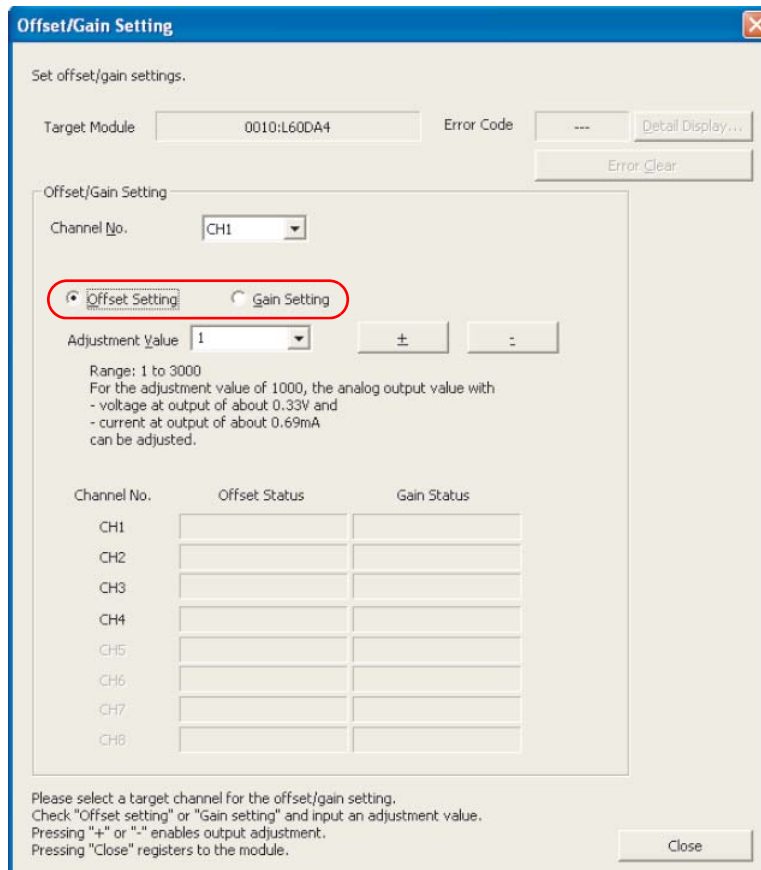 Offset/Gain Setting
Set offset/gain settings.
Target Module 0010:L60DA4 Error Code --- Detail Display...
Error Clear
Offset/Gain Setting
Channel No. CH1
Offset Setting Gain Setting
Adjustment Value 1 + -
Range: 1 to 3000
For the adjustment value of 1000, the analog output value with
- voltage at output of about 0.33V and
- current at output of about 0.69mA
can be adjusted.
Channel No. Offset Status Gain Status
CH1
CH2
CH3
CH4
CH5
CH6
CH7
CH8
Please select a target channel for the offset/gain setting.
Check "Offset setting" or "Gain setting" and input an adjustment value.
Pressing "+" or "-" enables output adjustment.
Pressing "Close" registers to the module.
Close